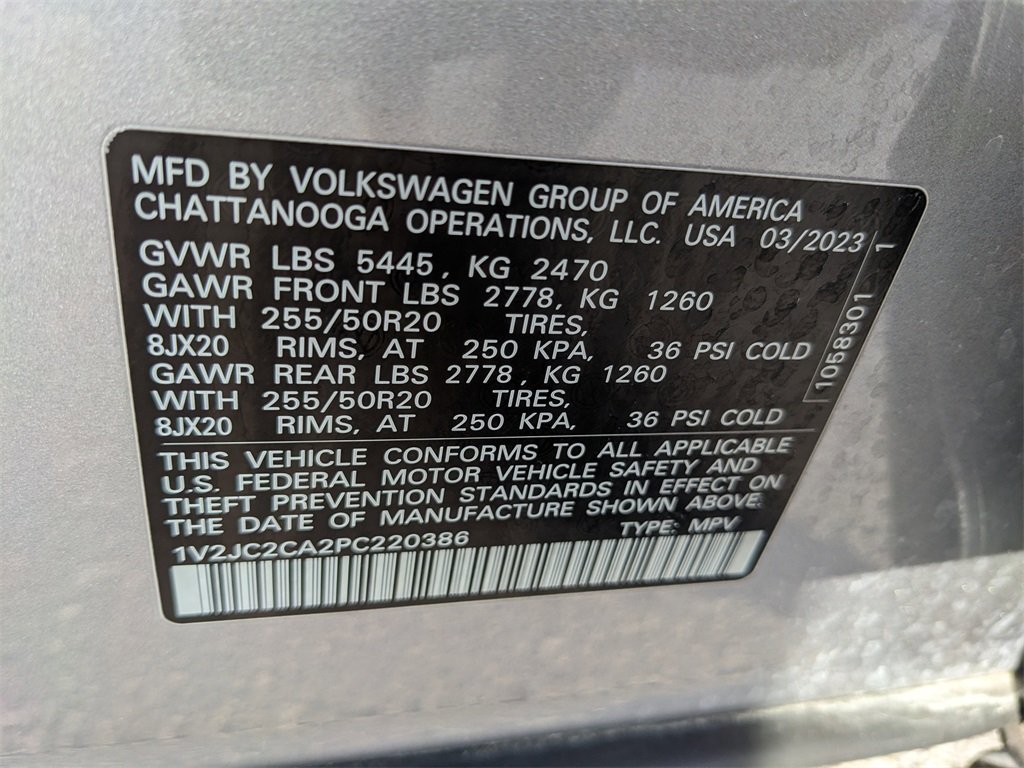 MFD BY VOLKSWAGEN GROUP OF AMERICA
CHATTANOOGA OPERATIONS, LLC. USA 03/2023
GVWR LBS 5445, KG 2470
GAWR FRONT LBS 2778, KG 1260
WITH 255/50R20 TIRES,
8JX20 RIMS, AT 250 KPA, 36 PSI COLD
GAWR REAR LBS 2778, KG 1260
WITH 255/50R20 TIRES,
8JX20 RIMS, AT 250 KPA, 36 PSI COLD
1058301 1
THIS VEHICLE CONFORMS TO ALL APPLICABLE
U.S. FEDERAL MOTOR VEHICLE SAFETY AND
THEFT PREVENTION STANDARDS IN EFFECT ON
THE DATE OF MANUFACTURE SHOWN ABOVE.
1V2JC2CA2PC220386 TYPE: MPV